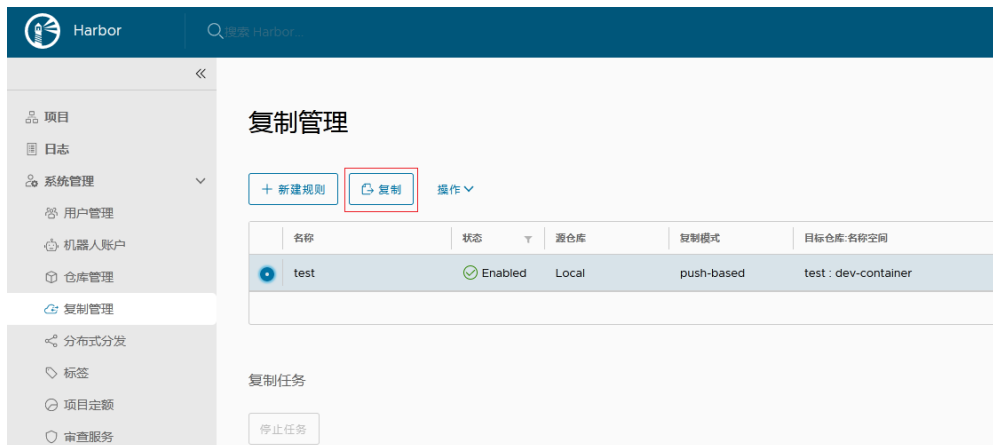 Harbor
搜索 Harbor...
项目
日志
系统管理
用户管理
机器人账户
仓库管理
复制管理
分布式分发
标签
项目定额
审查服务
复制管理
新建规则 复制 操作
名称 状态 源仓库 复制模式 目标仓库:名称空间
test Enabled Local push-based test : dev-container
复制任务
停止任务